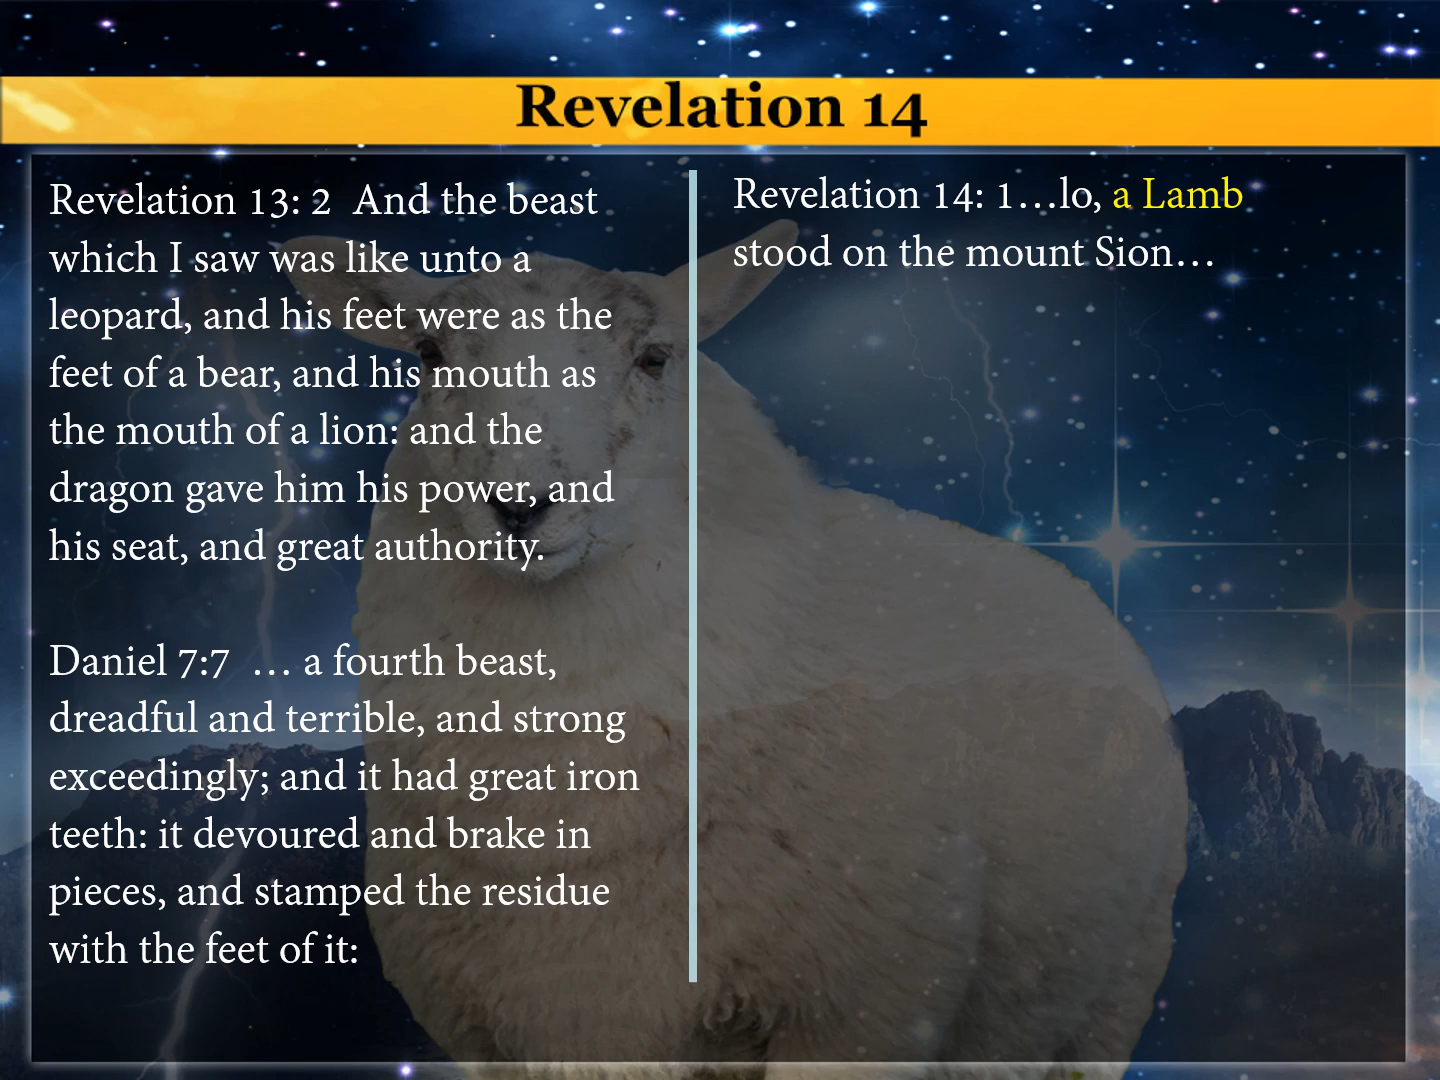 Revelation 14
Revelation 13: 2  And the beast
which I saw was like unto a
leopard, and his feet were as the
feet of a bear, and his mouth as
the mouth of a lion: and the
dragon gave him his power, and
his seat, and great authority.
Daniel 7:7  … a fourth beast,
dreadful and terrible, and strong
exceedingly; and it had great iron
teeth: it devoured and brake in
pieces, and stamped the residue
with the feet of it:
Revelation 14: 1…lo, a Lamb
stood on the mount Sion…